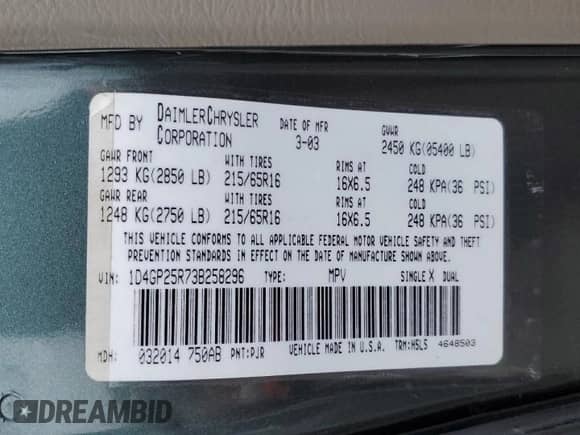 MFD BY DAIMLERCHRYSLER CORPORATION DATE OF MFR 3-03 GVWR 2450 KG(05400 LB)
GAWR FRONT WITH TIRES RIMS AT COLD
1293 KG(2850 LB) 215/65R16 16X6.5 248 KPA(36 PSI)
GAWR REAR WITH TIRES RIMS AT COLD
1248 KG(2750 LB) 215/65R16 16X6.5 248 KPA(36 PSI)
THIS VEHICLE CONFORMS TO ALL APPLICABLE FEDERAL MOTOR VEHICLE SAFETY AND THEFT
PREVENTION STANDARDS IN EFFECT ON THE DATE OF MANUFACTURE SHOWN ABOVE.
VIN: 1D4GP25R73B258296 TYPE: MPV SINGLE X DUAL
MDH: 032014 750AB PNT:PJR VEHICLE MADE IN U.S.A. TRM:H5L5 4648503
DREAMBID